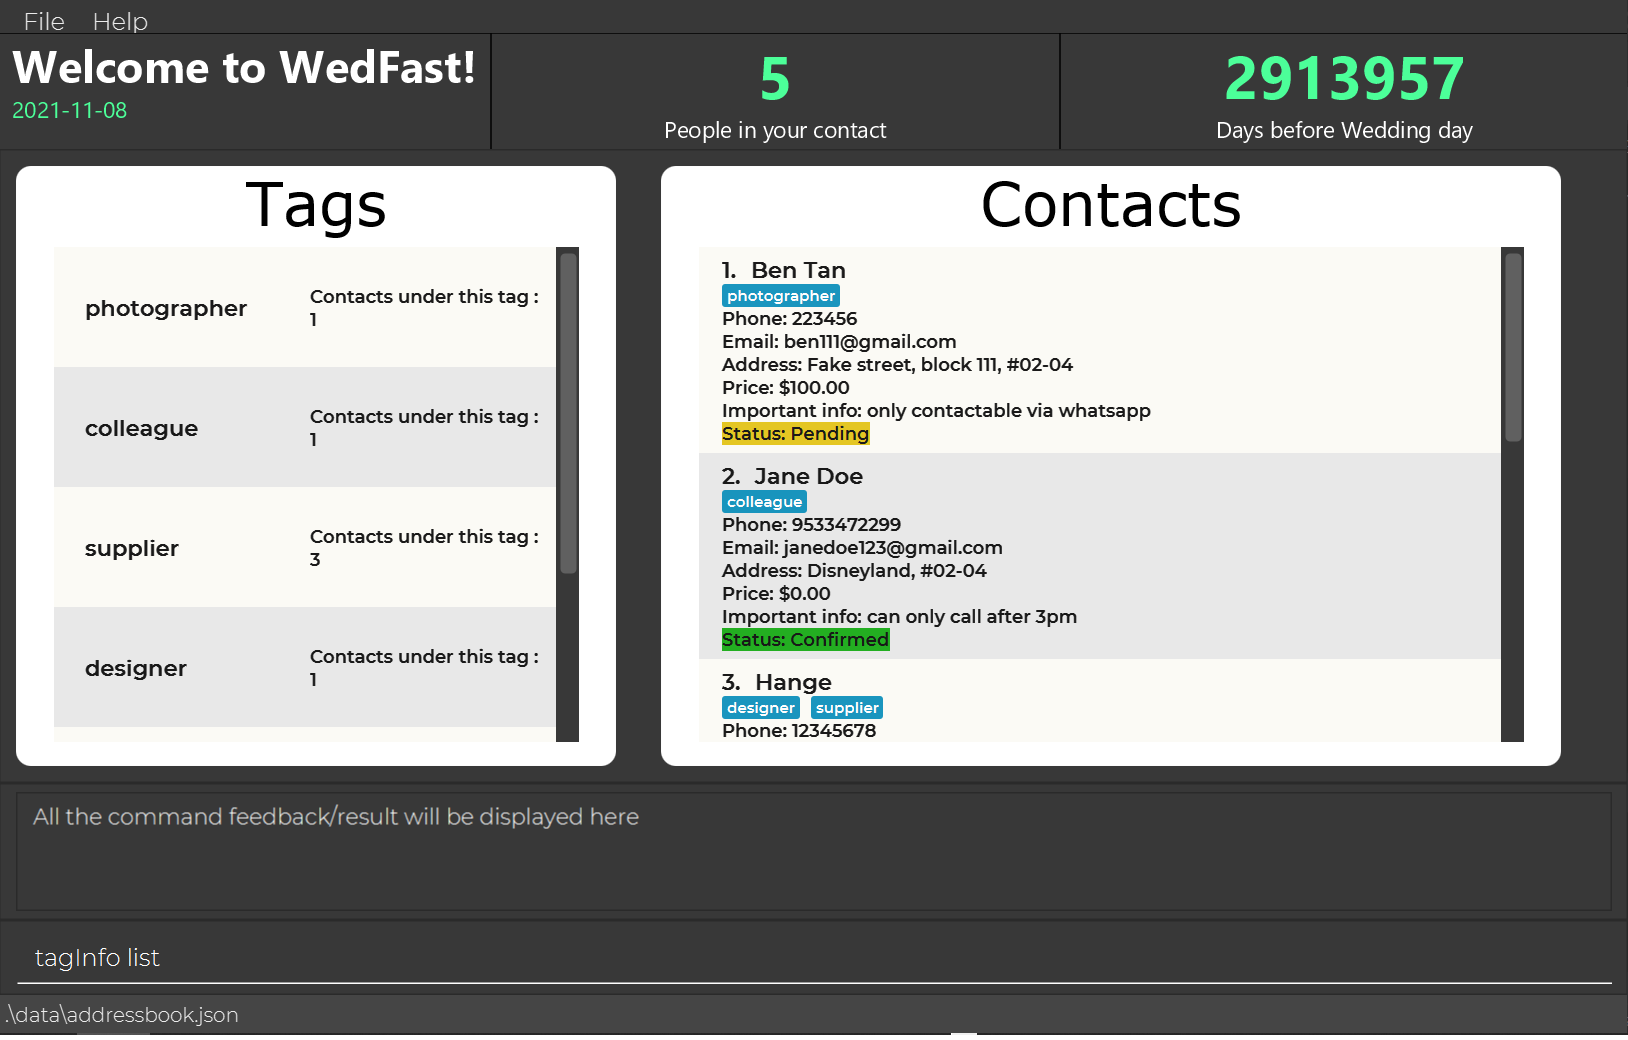 File Help
Welcome to WedFast!
2021-11-08
5
People in your contact
2913957
Days before Wedding day
Tags
photographer
Contacts under this tag :
1
colleague
Contacts under this tag :
1
supplier
Contacts under this tag :
3
designer
Contacts under this tag :
1
Contacts
1. Ben Tan
photographer
Phone: 223456
Email: ben111@gmail.com
Address: Fake street, block 111, #02-04
Price: $100.00
Important info: only contactable via whatsapp
Status: Pending
2. Jane Doe
colleague
Phone: 9533472299
Email: janedoe123@gmail.com
Address: Disneyland, #02-04
Price: $0.00
Important info: can only call after 3pm
Status: Confirmed
3. Hange
designer supplier
Phone: 12345678
All the command feedback/result will be displayed here
tagInfo list
.\data\addressbook.json